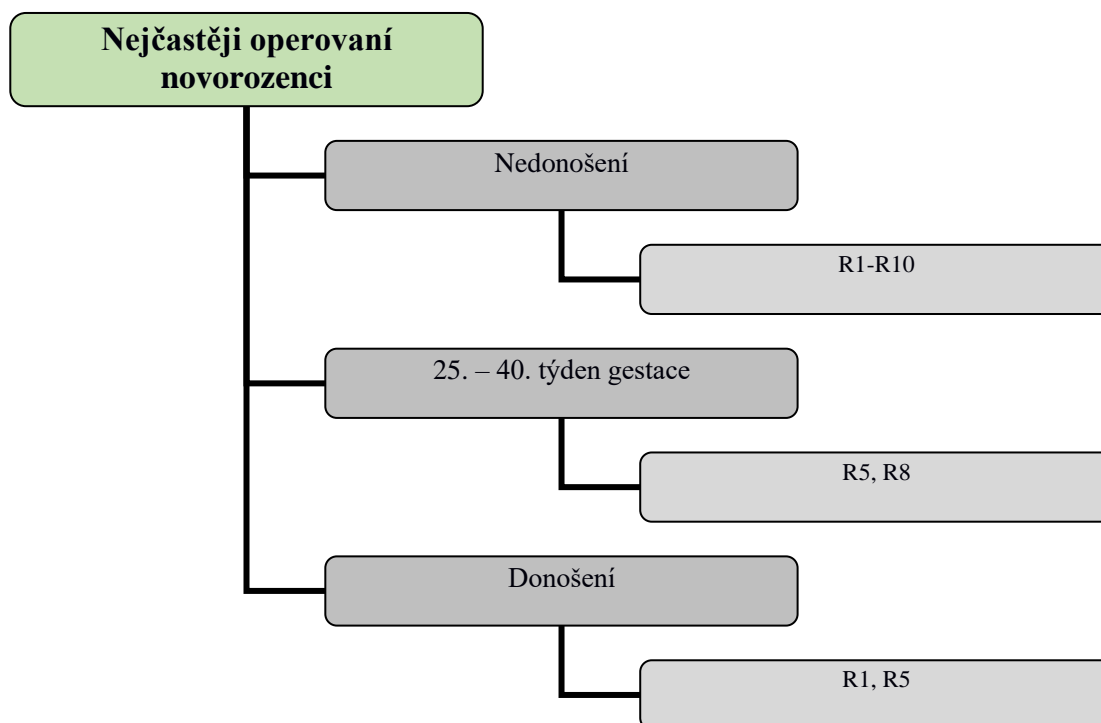 Nejčastěji operovaní
novorozenci
Nedonošení
R1-R10
25. – 40. týden gestace
R5, R8
Donošení
R1, R5